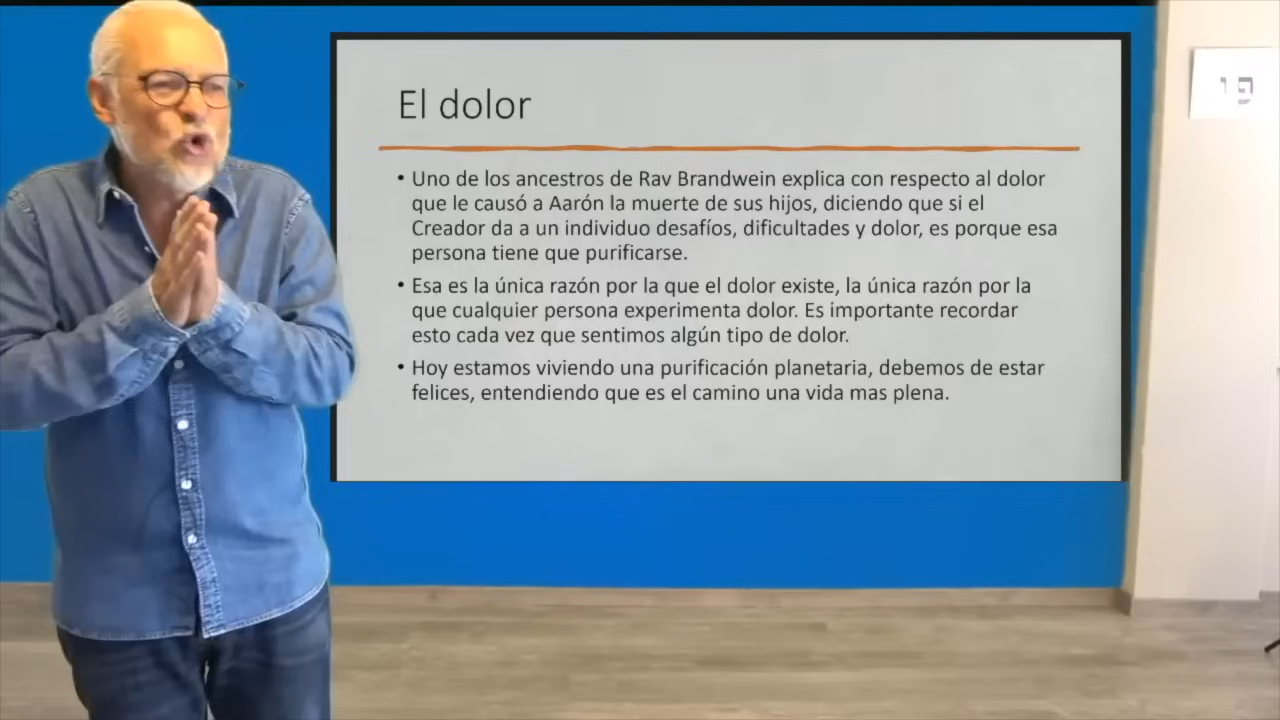 El dolor
• Uno de los ancestros de Rav Brandwein explica con respecto al dolor
que le causó a Aarón la muerte de sus hijos, diciendo que si el
Creador da a un individuo desafíos, dificultades y dolor, es porque esa
persona tiene que purificarse.
• Esa es la única razón por la que el dolor existe, la única razón por la
que cualquier persona experimenta dolor. Es importante recordar
esto cada vez que sentimos algún tipo de dolor.
• Hoy estamos viviendo una purificación planetaria, debemos de estar
felices, entendiendo que es el camino una vida mas plena.